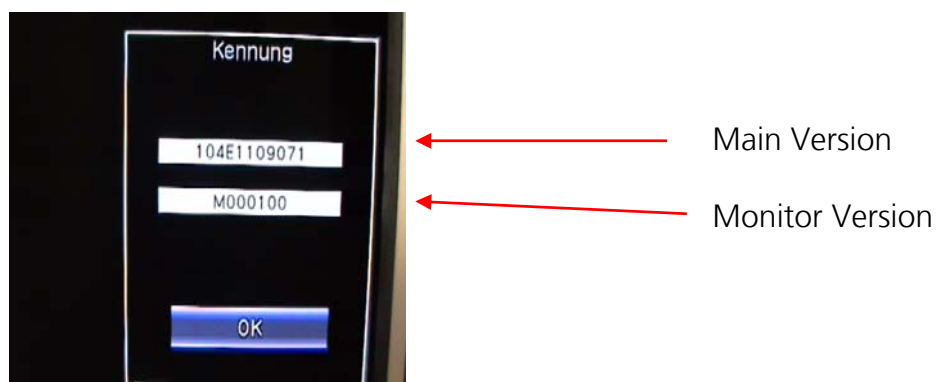 Kennung
104E1109071
Main Version
M000100
Monitor Version
OK